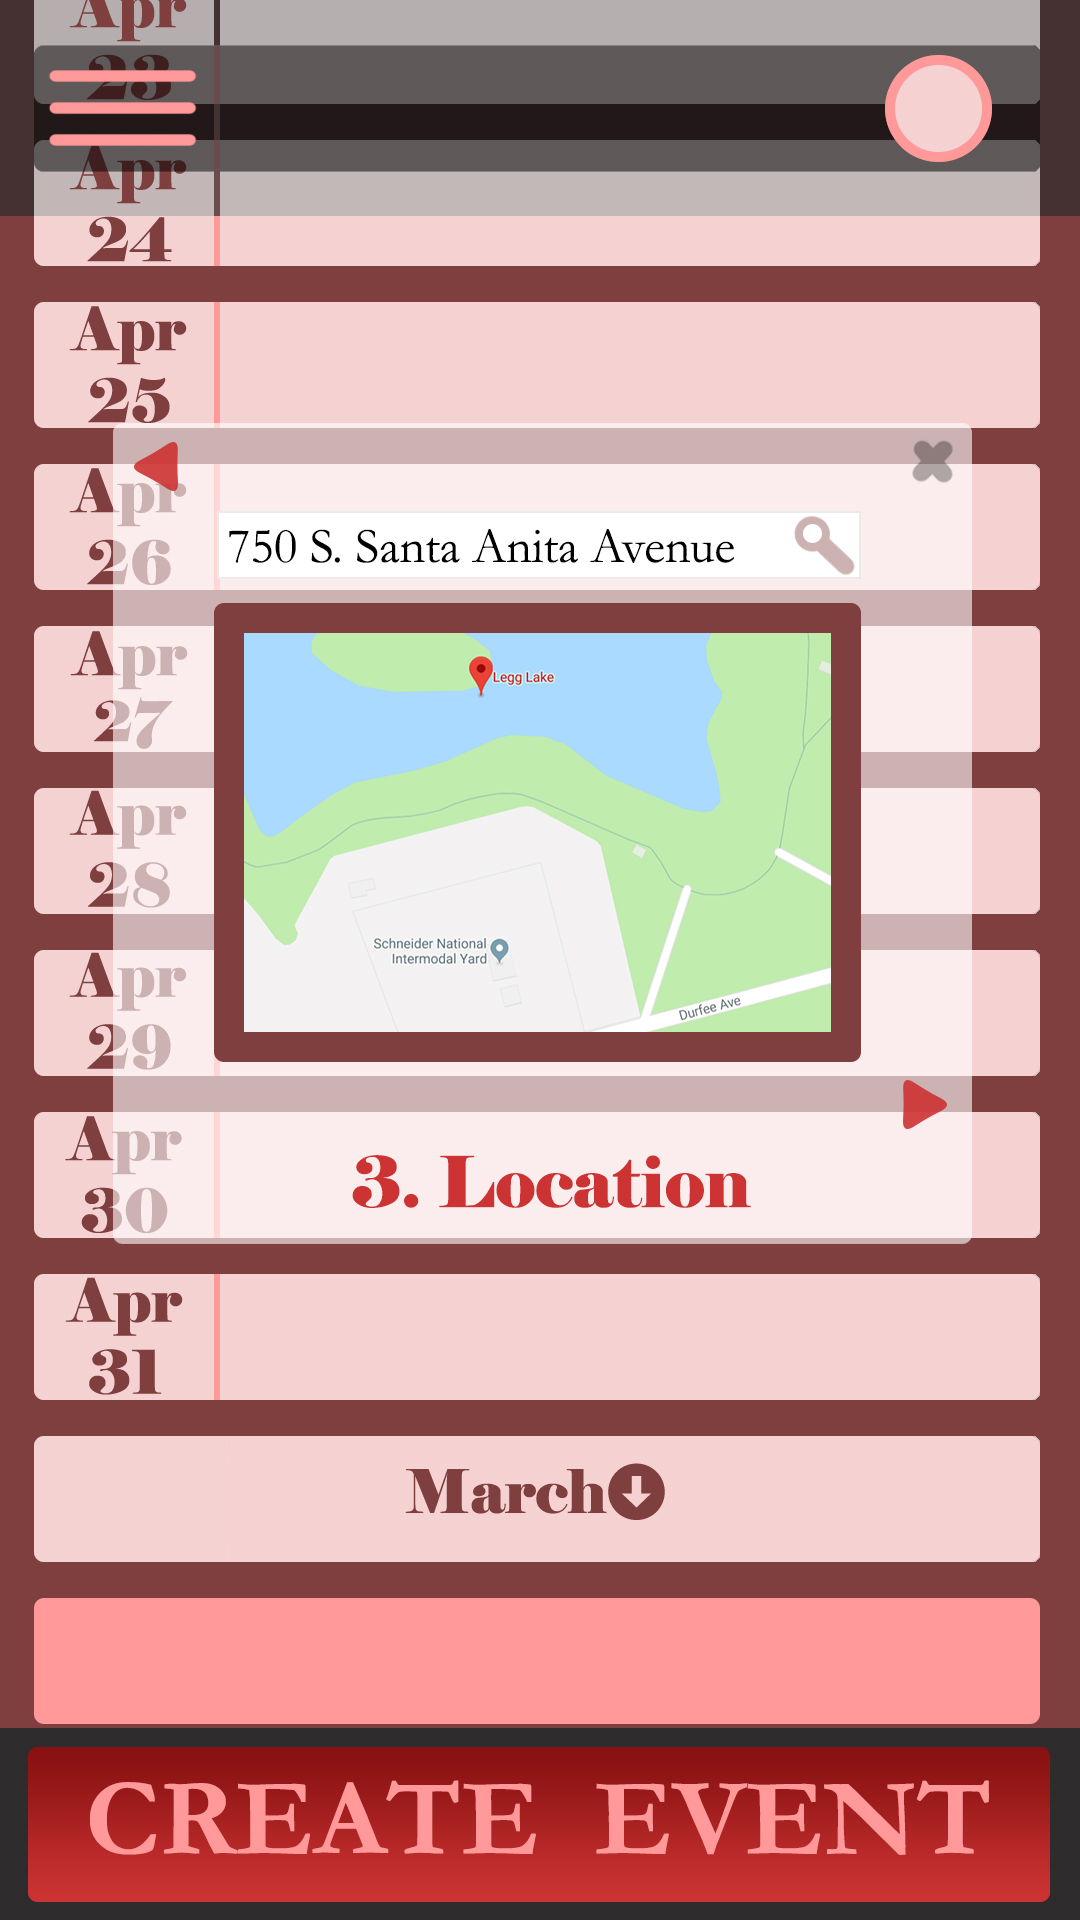 Apr
23
Apr
24
Apr
25
Apr
26
750 S. Santa Anita Avenue
Apr
27
Legg Lake
Apr
28
Apr
29
Schneider National
Intermodal Yard
Durfee Ave
Apr
30
3. Location
Apr
31
March
CREATE EVENT